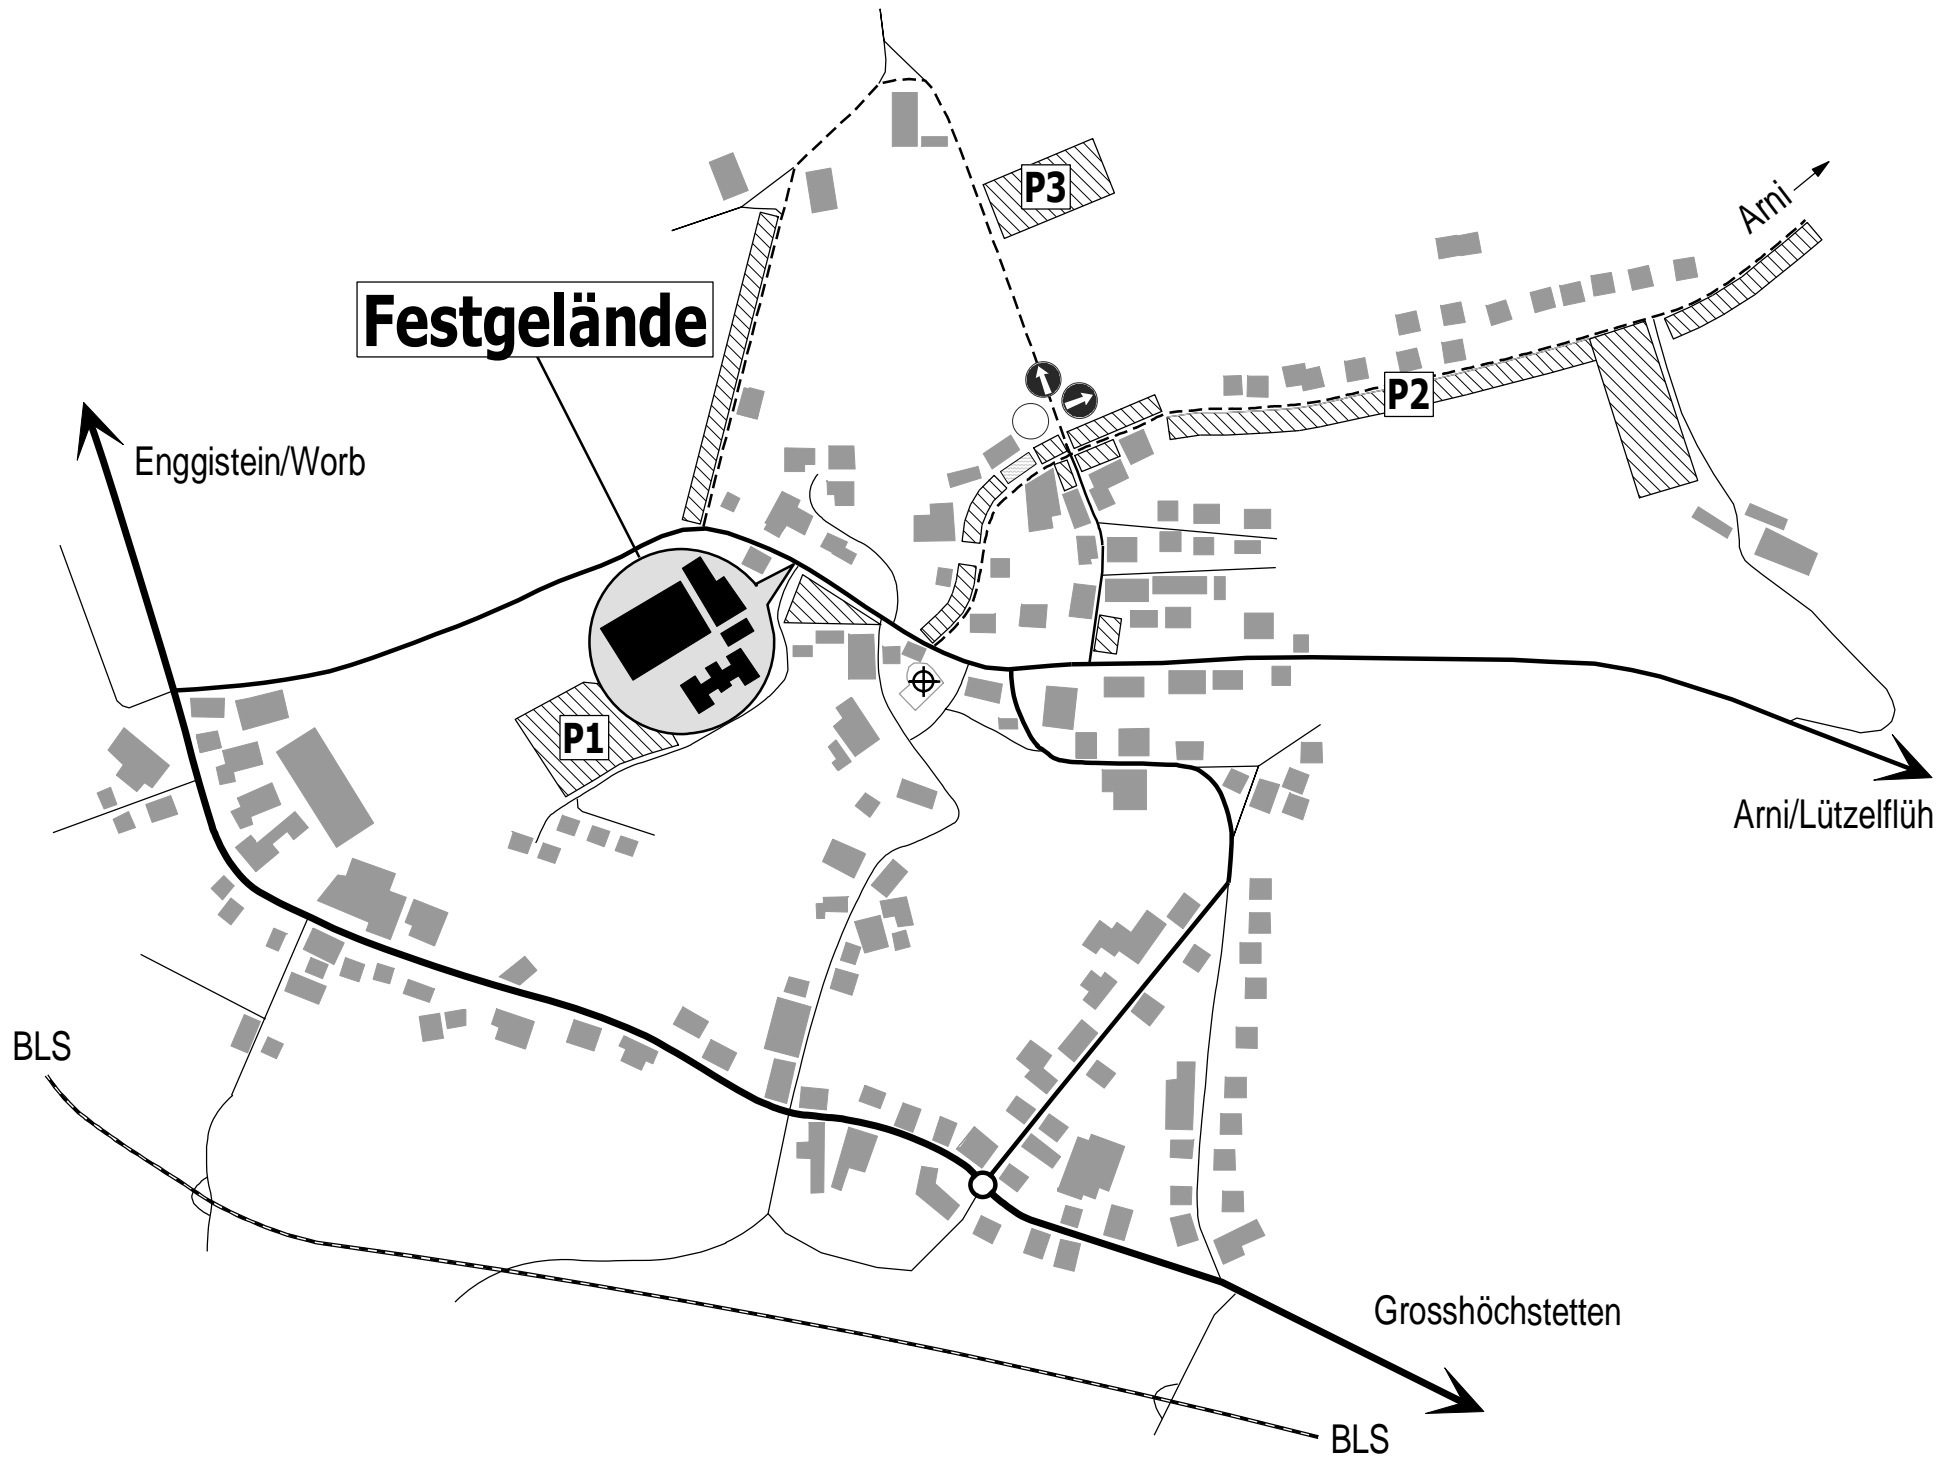 P3
Arni
Festgelände
P2
Enggistein/Worb
P1
Arni/Lützelflüh
BLS
Grosshöchstetten
BLS